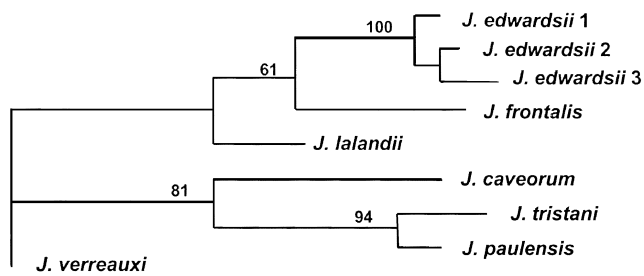 100
J. edwardsii 1
J. edwardsii 2
61
J. edwardsii 3
J. frontalis
J. lalandii
81
J. caveorum
94
J. tristani
J. paulensis
J. verreauxi